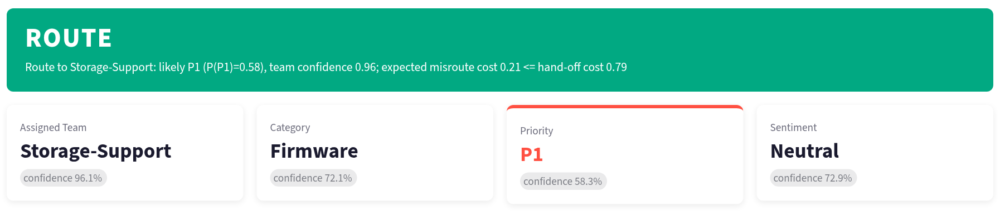 ROUTE
Route to Storage-Support: likely P1 (P(P1)=0.58), team confidence 0.96; expected misroute cost 0.21 <= hand-off cost 0.79
Assigned Team
Storage-Support
confidence 96.1%
Category
Firmware
confidence 72.1%
Priority
P1
confidence 58.3%
Sentiment
Neutral
confidence 72.9%